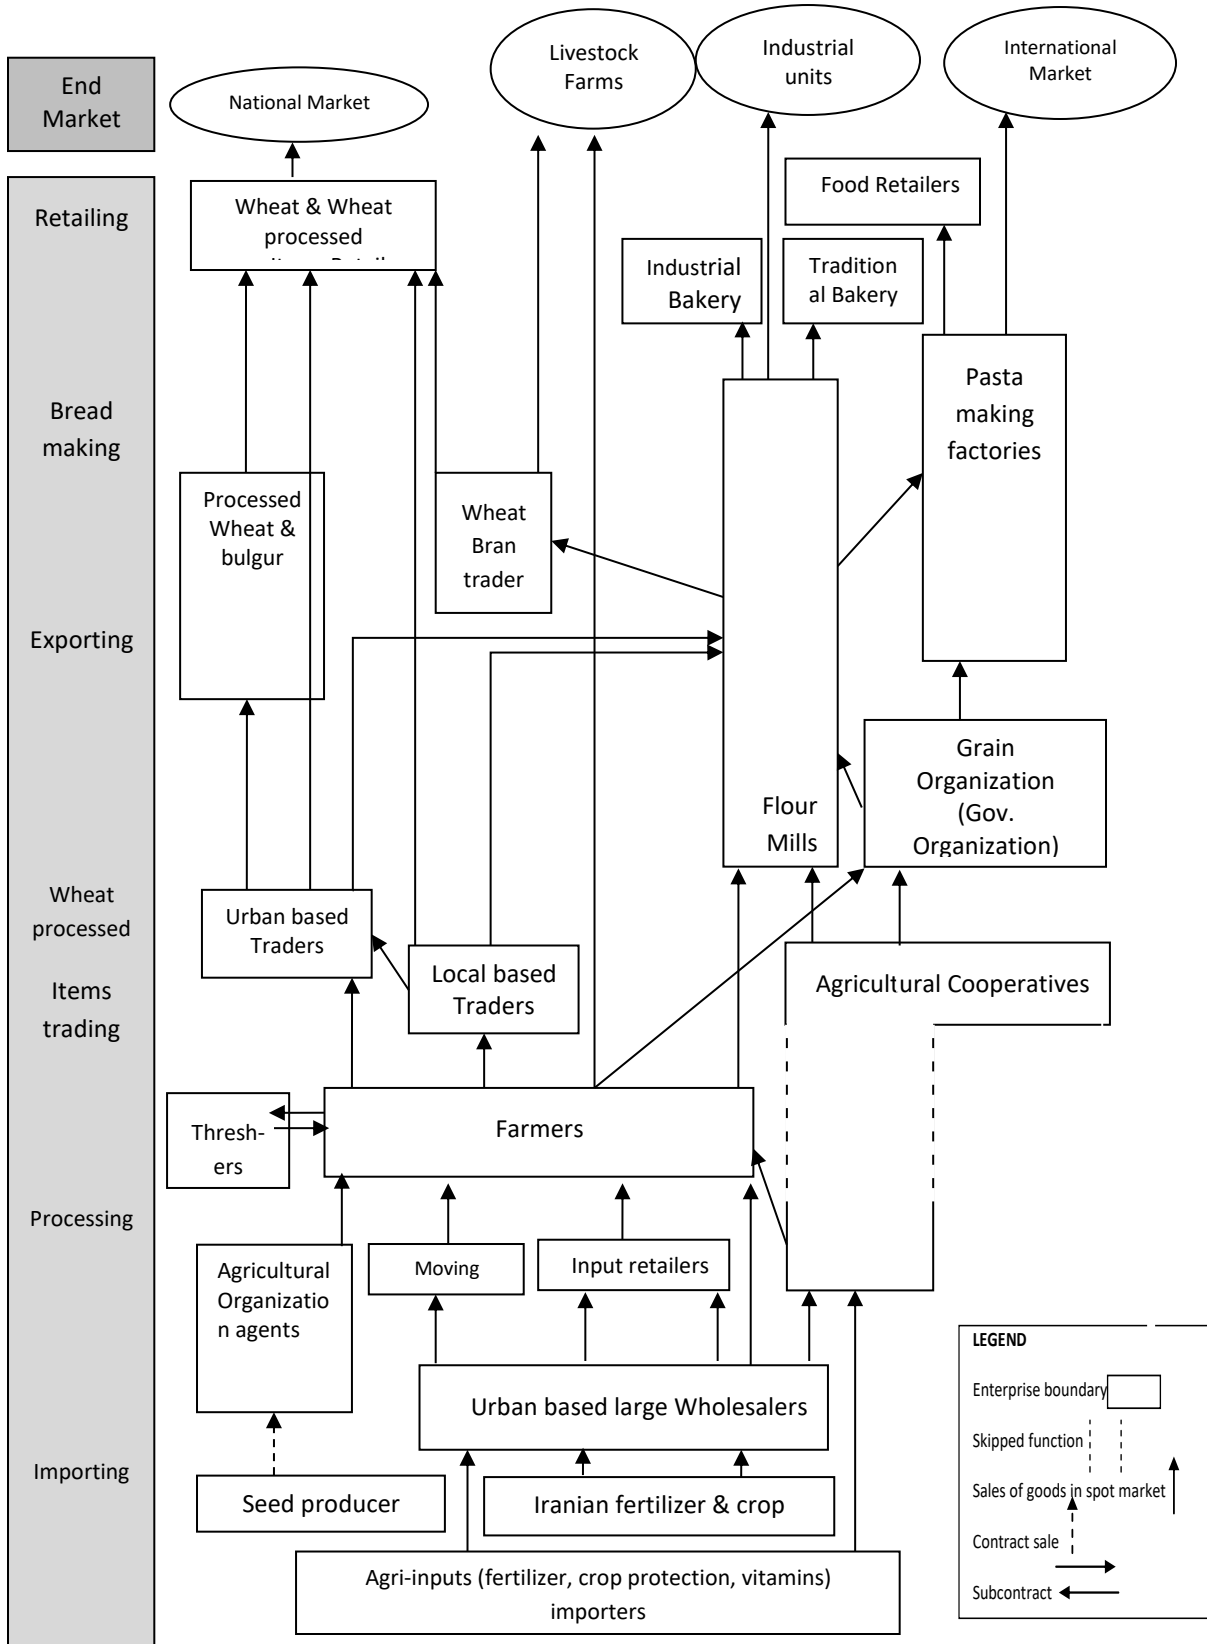 End
Market
National Market
Livestock
Farms
Industrial
units
International
Market
Retailing
Wheat & Wheat
processed
Food Retailers
Industrial
Bakery
Tradition
al Bakery
Bread
making
Pasta
making
factories
Processed
Wheat &
bulgur
Wheat
Bran
trader
Exporting
Flour
Mills
Grain
Organization
(Gov.
Organization)
Wheat
processed
Items
trading
Urban based
Traders
Local based
Traders
Agricultural Cooperatives
Thresh-
ers
Farmers
Processing
Agricultural
Organizatio
n agents
Moving
Input retailers
Urban based large Wholesalers
Importing
Seed producer
Iranian fertilizer & crop
Agri-inputs (fertilizer, crop protection, vitamins)
importers
LEGEND
Enterprise boundary
Skipped function
Sales of goods in spot market
Contract sale
Subcontract